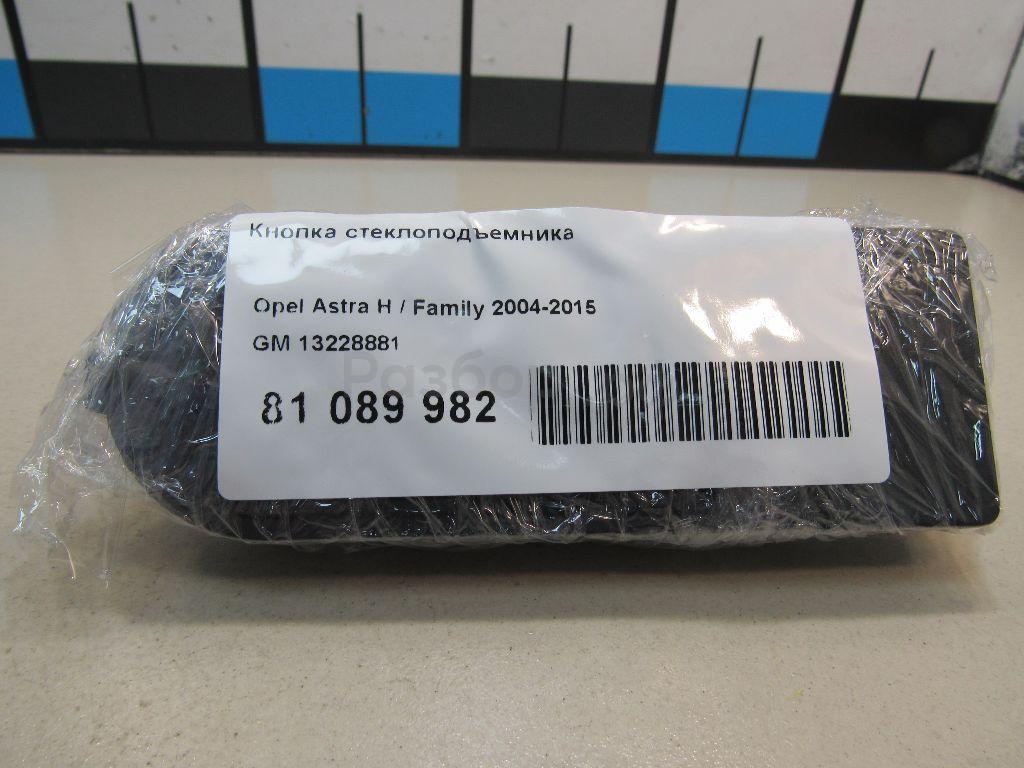 Кнопка стеклоподъемника
Opel Astra H / Family 2004-2015
GM 13228881
81 089 982